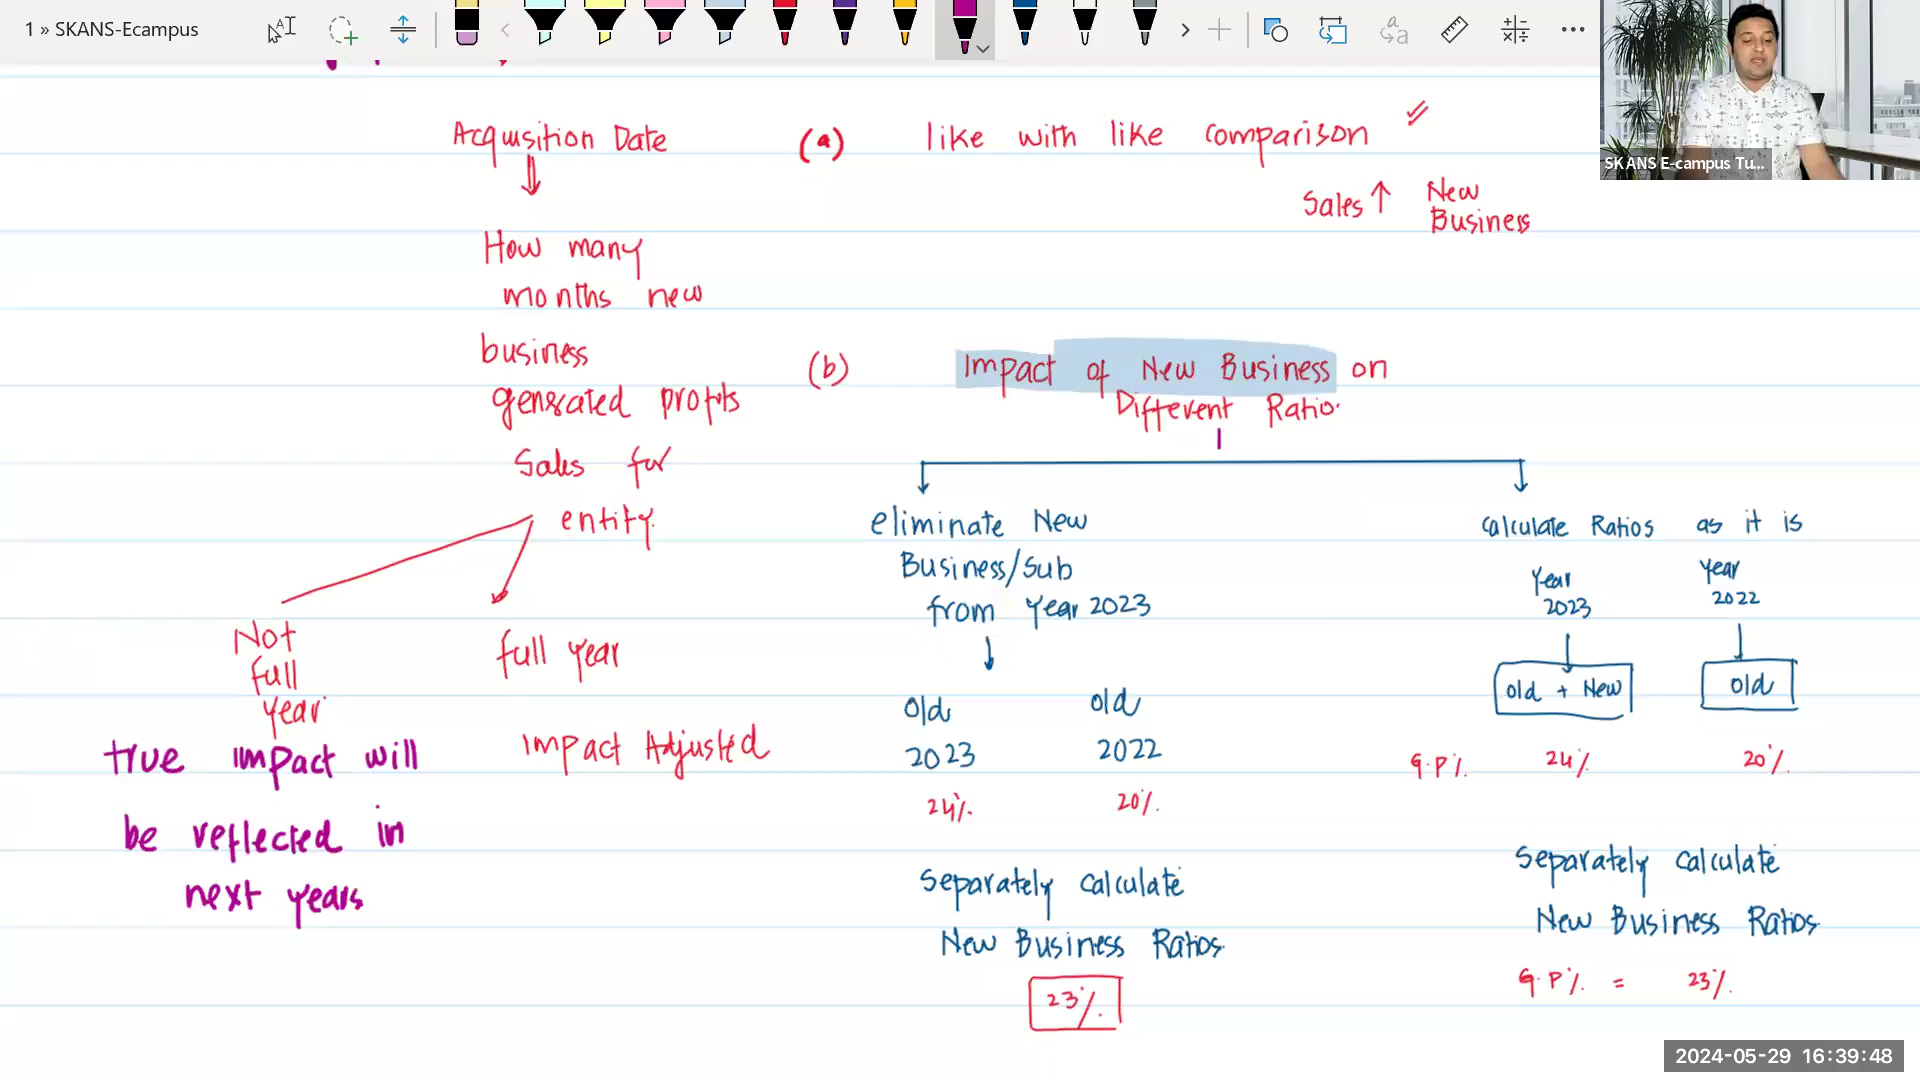 1 » SKANS-Ecampus
SKANS E-campus Tu...
Acquisition Date
(a) like with like comparison
Sales ↑ New
Business
How many
months new
business
generated profits
Sales for
entity.
Not
full
year
full year
true impact will
be reflected in
next years
Impact Adjusted
(b) Impact of New Business on
Different Ratio.
eliminate New
Business/Sub
from Year 2023
old old
2023 2022
24% 20%
Separately calculate
New Business Ratios
23%
calculate Ratios as it is
Year year
2023 2022
old + New old
G.P% 24% 20%
Separately calculate
New Business Ratios
G.P% = 23%
2024-05-29 16:39:48